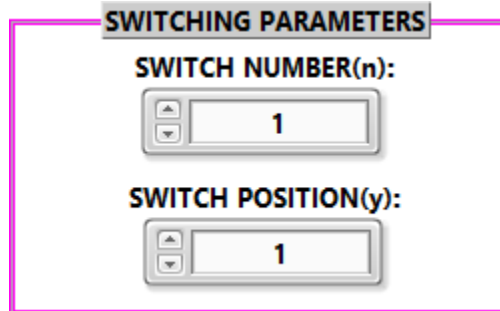 SWITCHING PARAMETERS
SWITCH NUMBER(n):
1
SWITCH POSITION(y):
1